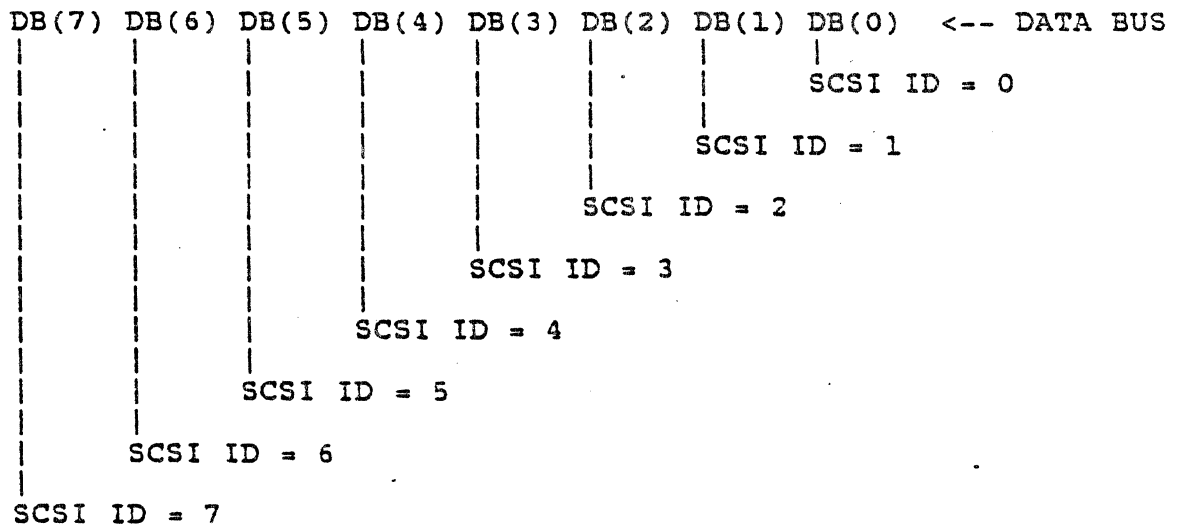 DB(7) DB(6) DB(5) DB(4) DB(3) DB(2) DB(1) DB(0) <-- DATA BUS
SCSI ID = 0
SCSI ID = 1
SCSI ID = 2
SCSI ID = 3
SCSI ID = 4
SCSI ID = 5
SCSI ID = 6
SCSI ID = 7